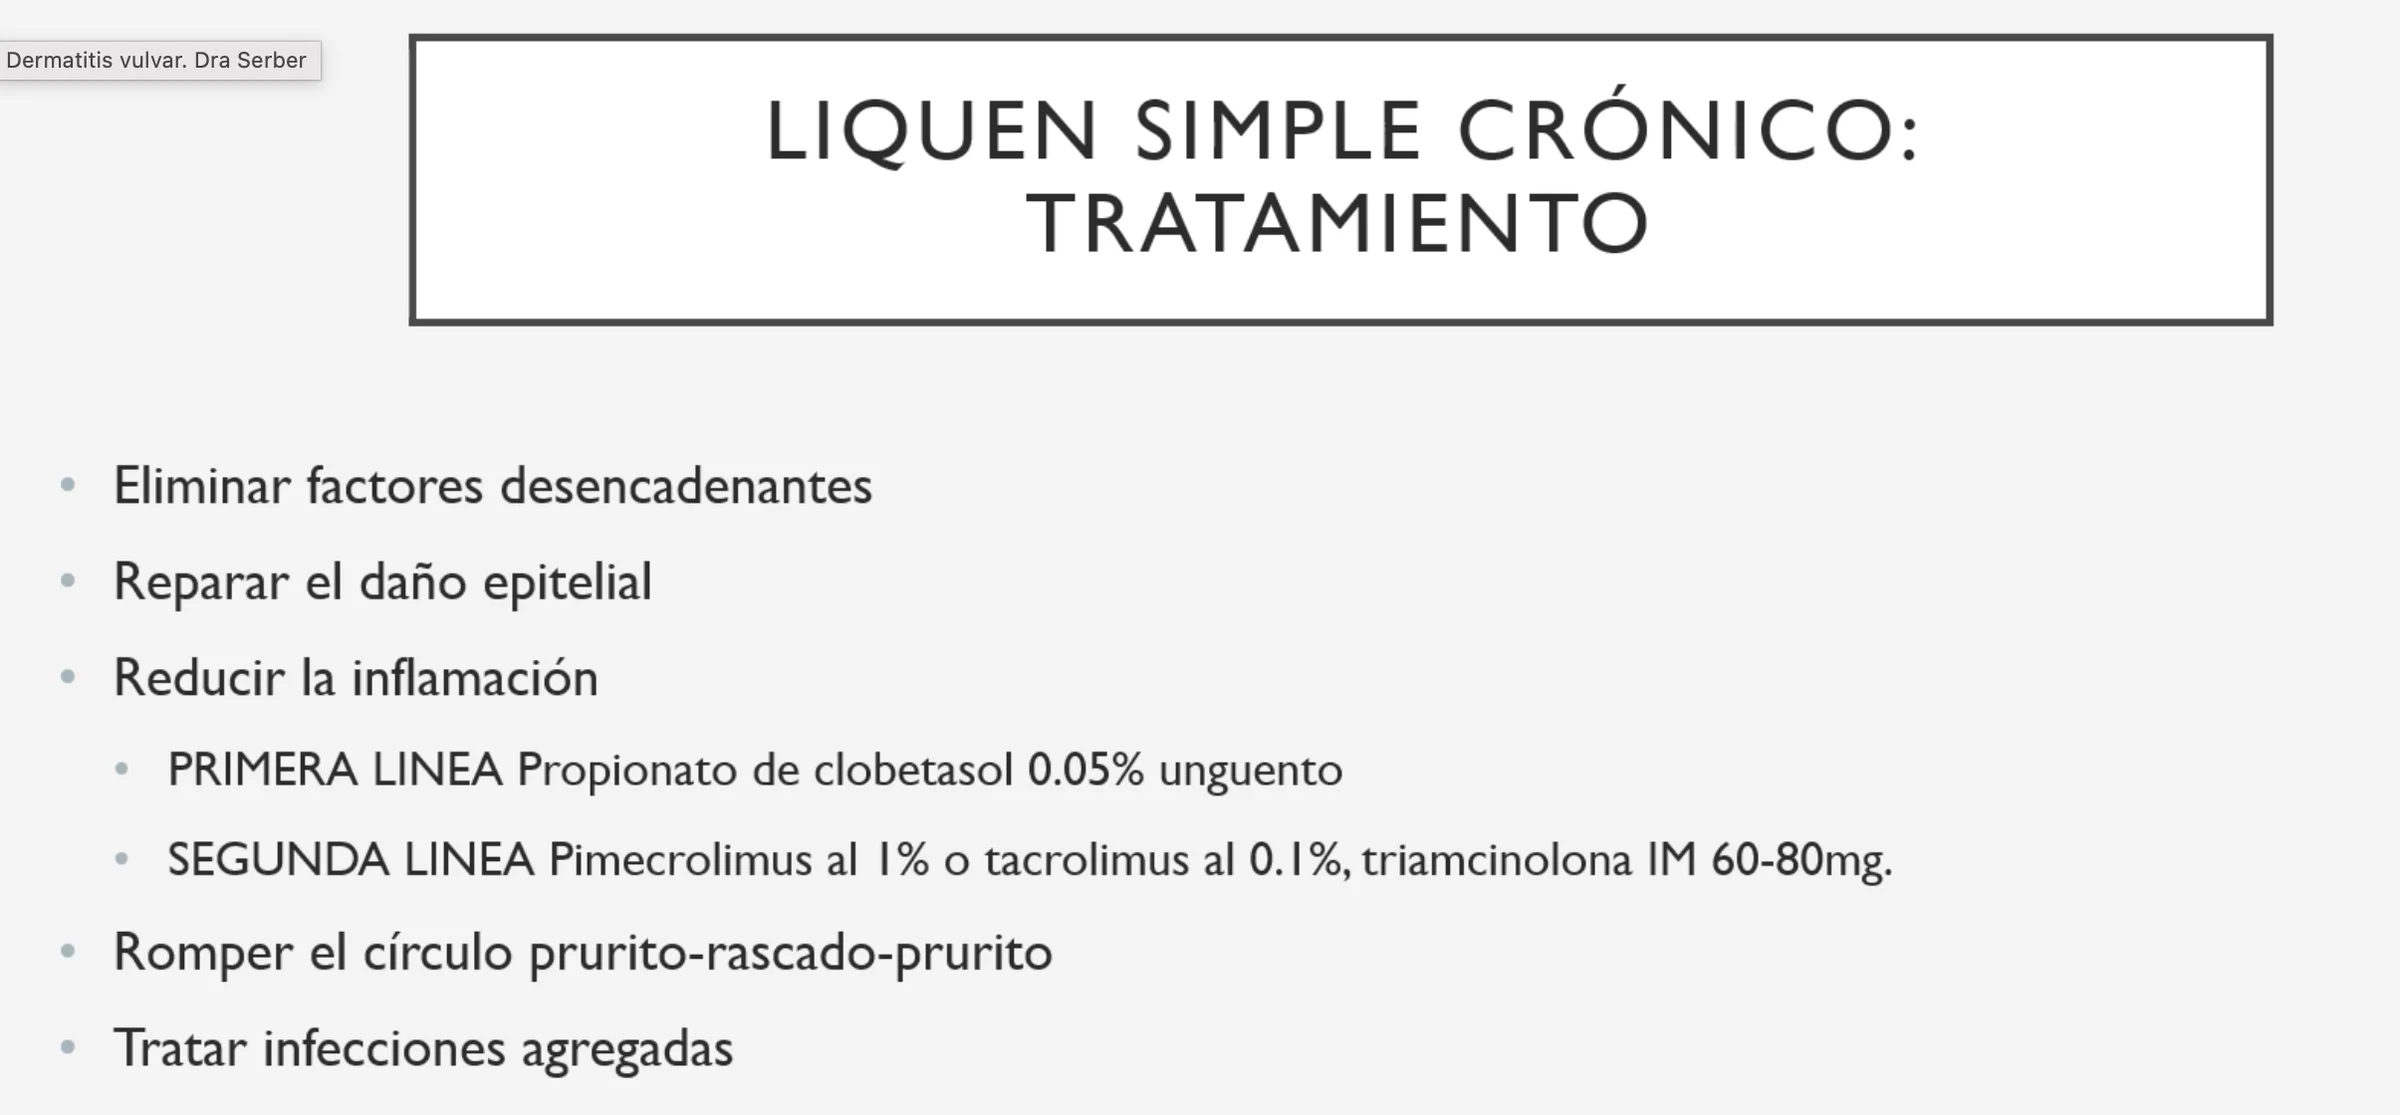 Dermatitis vulvar. Dra Serber
LIQUEN SIMPLE CRÓNICO:
TRATAMIENTO
• Eliminar factores desencadenantes
• Reparar el daño epitelial
• Reducir la inflamación
• PRIMERA LINEA Propionato de clobetasol 0.05% unguento
• SEGUNDA LINEA Pimecrolimus al 1% o tacrolimus al 0.1%, triamcinolona IM 60-80mg.
• Romper el círculo prurito-rascado-prurito
• Tratar infecciones agregadas